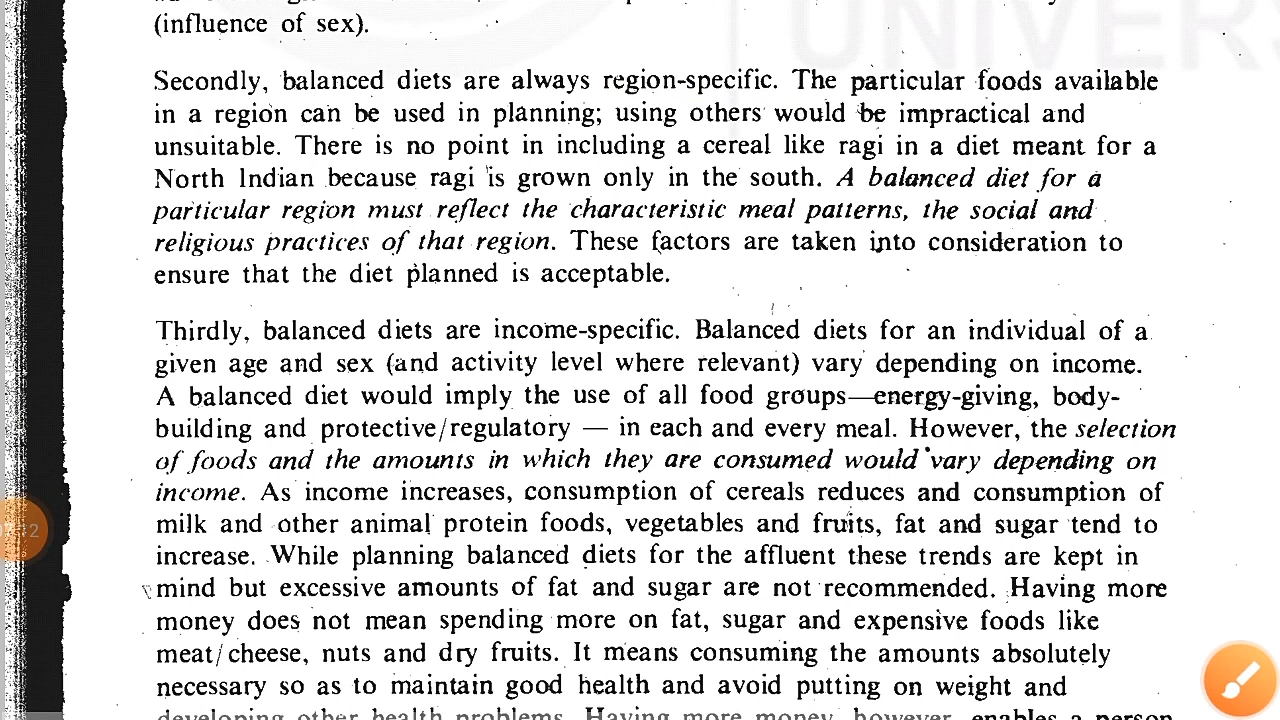 (influence of sex).
UNIVERS
Secondly, balanced diets are always region-specific. The particular foods available
in a region can be used in planning; using others would be impractical and
unsuitable. There is no point in including a cereal like ragi in a diet meant for a
North Indian because ragi is grown only in the south. A balanced diet for a
particular region must reflect the characteristic meal patterns, the social and
religious practices of that region. These factors are taken into consideration to
ensure that the diet planned is acceptable.
Thirdly, balanced diets are income-specific. Balanced diets for an individual of a
given age and sex (and activity level where relevant) vary depending on income.
A balanced diet would imply the use of all food groups—energy-giving, body-
building and protective/regulatory — in each and every meal. However, the selection
of foods and the amounts in which they are consumed would vary depending on
income. As income increases, consumption of cereals reduces and consumption of
milk and other animal protein foods, vegetables and fruits, fat and sugar tend to
increase. While planning balanced diets for the affluent these trends are kept in
mind but excessive amounts of fat and sugar are not recommended. Having more
money does not mean spending more on fat, sugar and expensive foods like
meat/cheese, nuts and dry fruits. It means consuming the amounts absolutely
necessary so as to maintain good health and avoid putting on weight and
developing other health problems. Having more money, however, enables a person